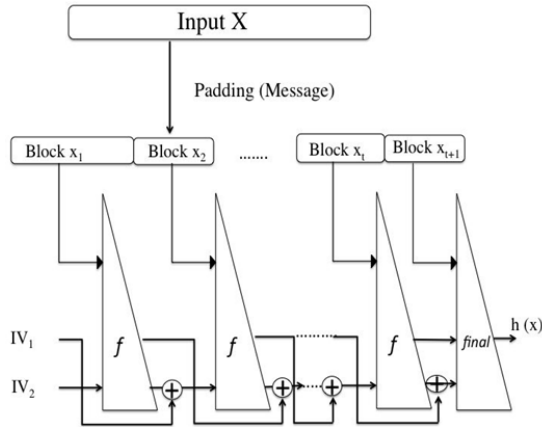 Input X
Padding (Message)
Block x₁ Block x₂ ....... Block xₜ Block xₜ₊₁
IV₁ f f f final h (x)
IV₂